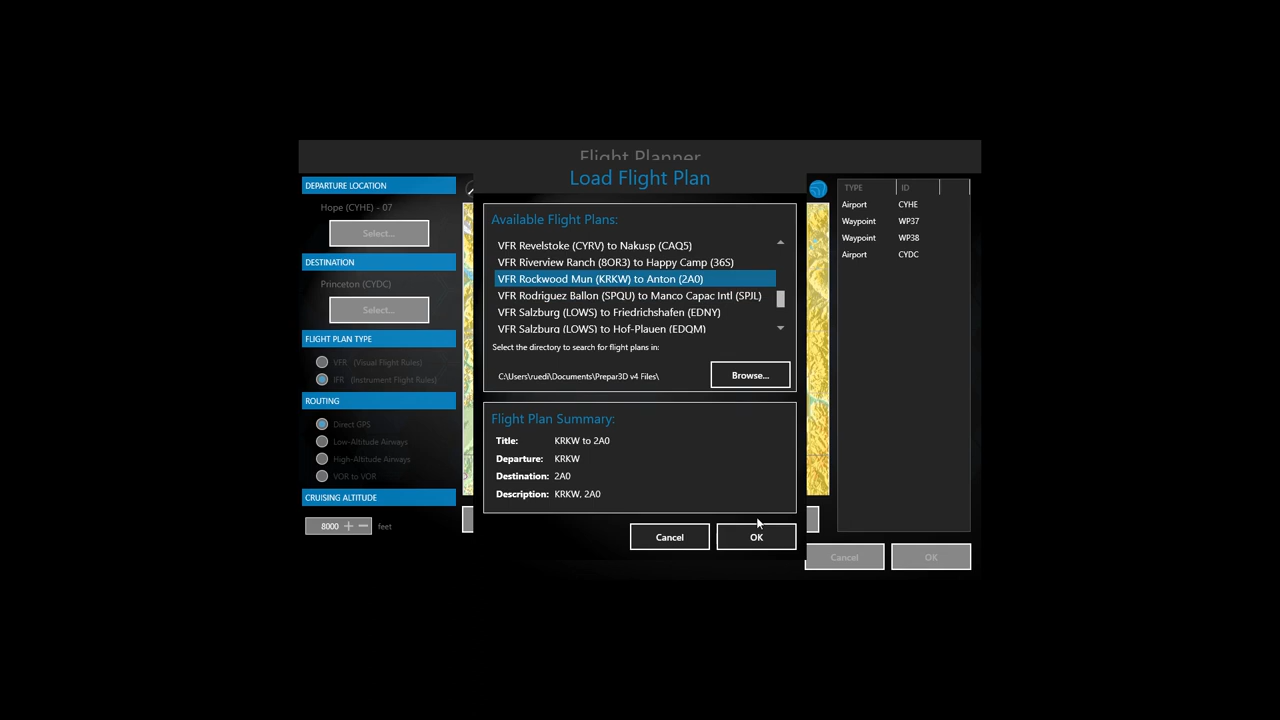 Flight Planner
Load Flight Plan
DEPARTURE LOCATION
Hope (CYHE) - 07
Select...
DESTINATION
Princeton (CYDC)
Select...
FLIGHT PLAN TYPE
VFR (Visual Flight Rules)
IFR (Instrument Flight Rules)
ROUTING
Direct GPS
Low-Altitude Airways
High-Altitude Airways
VOR to VOR
CRUISING ALTITUDE
8000 feet
Available Flight Plans:
VFR Revelstoke (CYRV) to Nakusp (CAQ5)
VFR Riverview Ranch (8OR3) to Happy Camp (36S)
VFR Rockwood Mun (KRKW) to Anton (2A0)
VFR Rodriguez Ballon (SPQU) to Manco Capac Intl (SPJL)
VFR Salzburg (LOWS) to Friedrichshafen (EDNY)
VFR Salzburg (LOWS) to Hof-Plauen (EDQM)
Select the directory to search for flight plans in:
C:\Users\ruedi\Documents\Prepar3D v4 Files\
Browse...
Flight Plan Summary:
Title: KRKW to 2A0
Departure: KRKW
Destination: 2A0
Description: KRKW, 2A0
Cancel OK
TYPE ID
Airport CYHE
Waypoint WP37
Waypoint WP38
Airport CYDC
Cancel OK